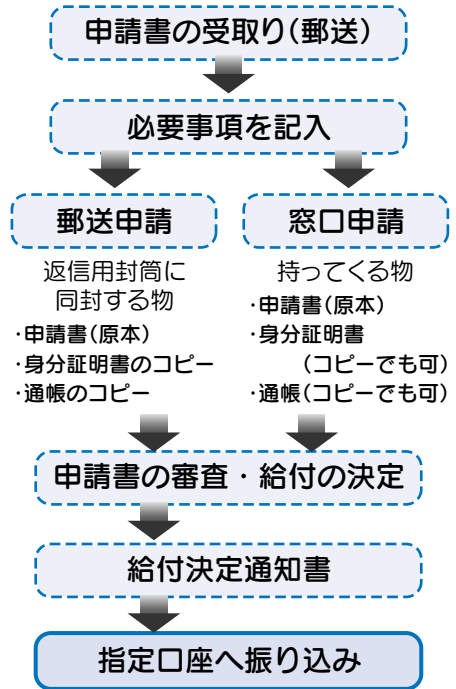 申請書の受取り(郵送)
必要事項を記入
郵送申請
返信用封筒に
同封する物
・申請書(原本)
・身分証明書のコピー
・通帳のコピー
窓口申請
持ってくる物
・申請書(原本)
・身分証明書
(コピーでも可)
・通帳(コピーでも可)
申請書の審査・給付の決定
給付決定通知書
指定口座へ振り込み